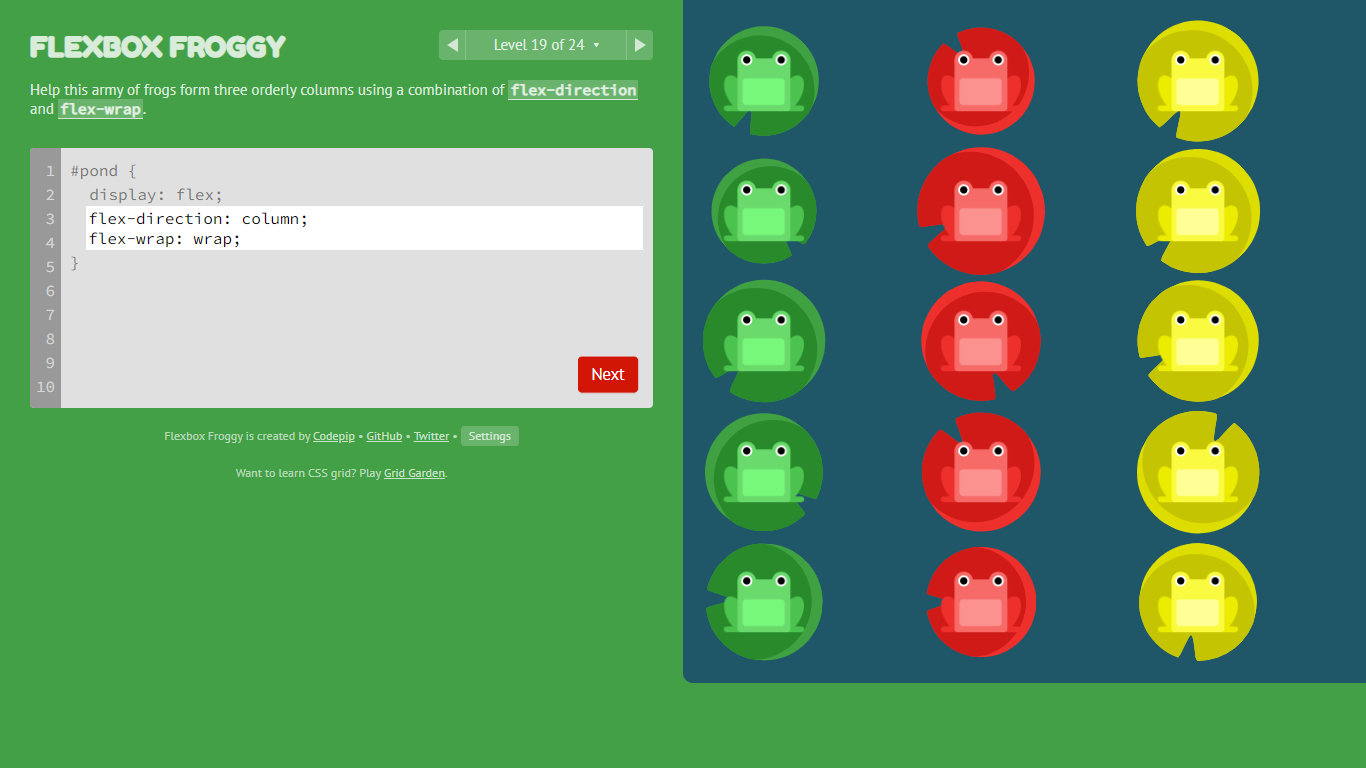 FLEXBOX FROGGY
Level 19 of 24
Help this army of frogs form three orderly columns using a combination of flex-direction
and flex-wrap.
1 #pond {
2 display: flex;
3 flex-direction: column;
4 flex-wrap: wrap;
5 }
6
7
8
9
10
Next
Flexbox Froggy is created by Codepip • GitHub • Twitter • Settings
Want to learn CSS grid? Play Grid Garden.